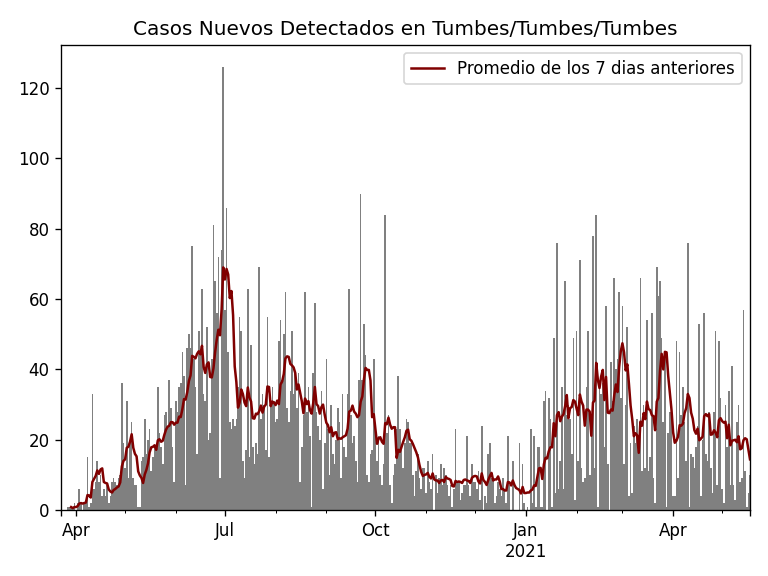 Casos Nuevos Detectados en Tumbes/Tumbes/Tumbes
Promedio de los 7 dias anteriores
120
100
80
60
40
20
0
Apr Jul Oct Jan Apr
2021